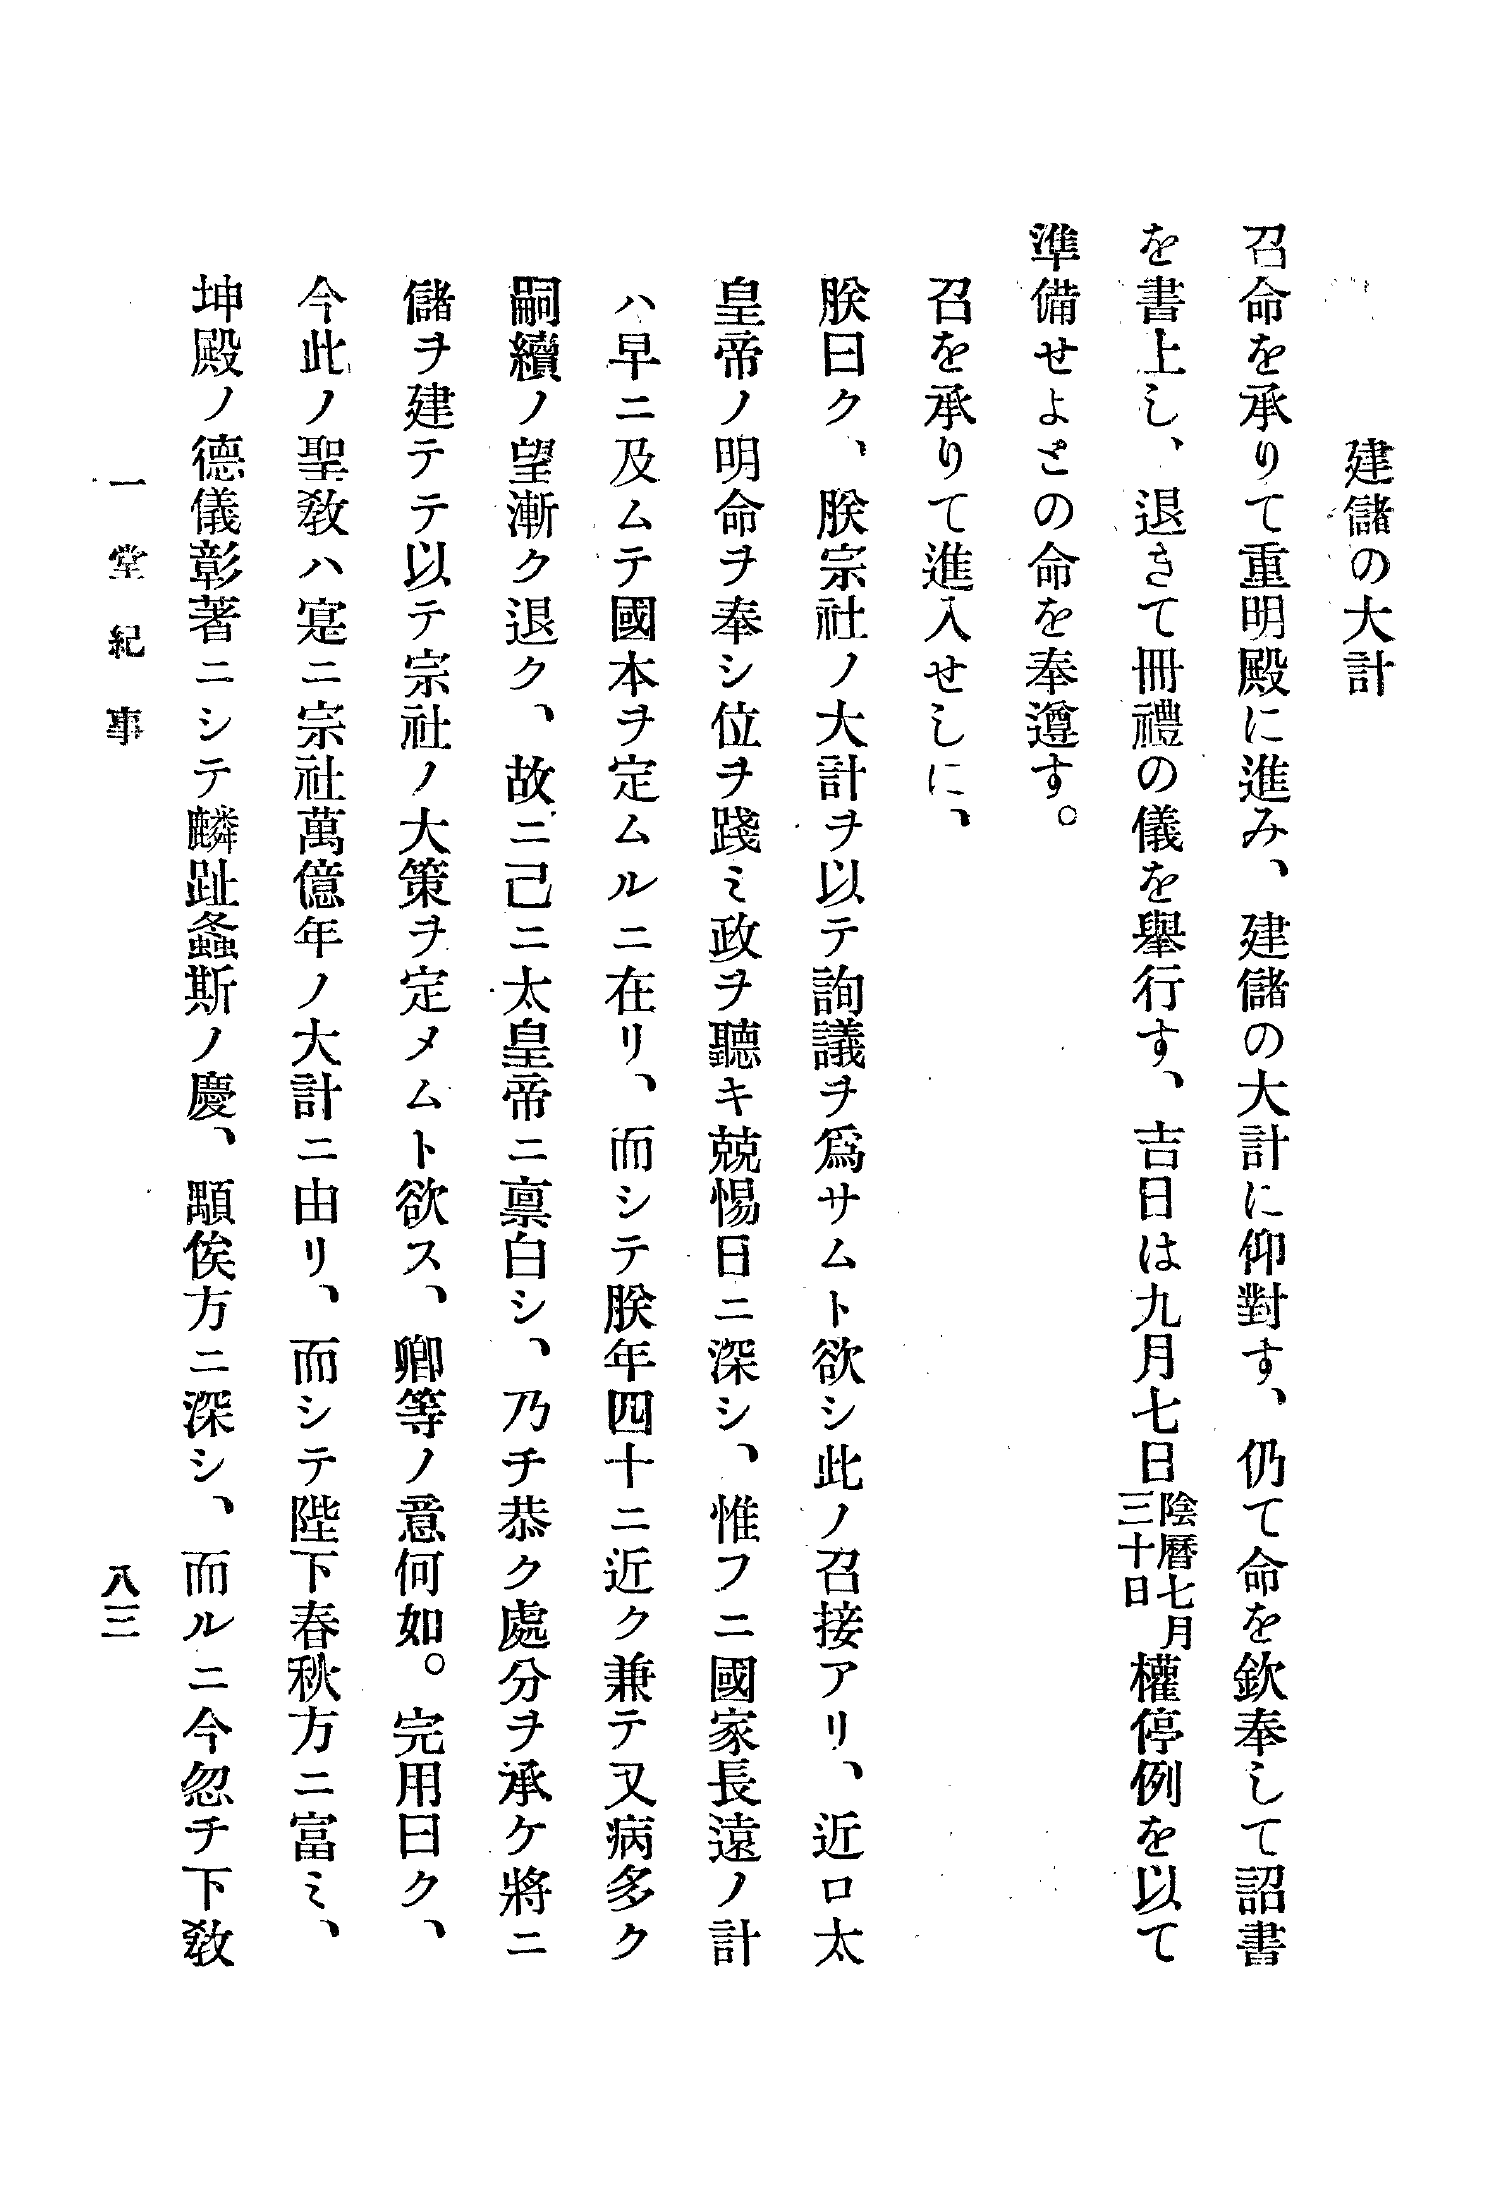 建儲の大計
召命を承りて重明殿に進み、建儲の大計に仰對す、仍て命を欽奉して詔書
を書上し、退きて冊禮の儀を擧行す、吉日は九月七日陰曆七月三十日權停例を以て
準備せよとの命を奉遵す。
召を承りて進入せしに、
朕曰ク、朕宗社ノ大計ヲ以テ詢議ヲ爲サムト欲シ此ノ召接アリ、近ロ太
皇帝ノ明命ヲ奉シ位ヲ踐ミ政ヲ聽キ兢惕日ニ深シ、惟フニ國家長遠ノ計
ハ早ニ及ムテ國本ヲ定ムルニ在リ、而シテ朕年四十ニ近ク兼テ又病多ク
嗣續ノ望漸ク退ク、故ニ己ニ太皇帝ニ稟白シ、乃チ恭ク處分ヲ承ケ將ニ
儲ヲ建テテ以テ宗社ノ大策ヲ定メムト欲ス、卿等ノ意何如。完用曰ク、
今此ノ聖敎ハ寔ニ宗社萬億年ノ大計ニ由リ、而シテ陛下春秋方ニ富ミ、
坤殿ノ德儀彰著ニシテ麟趾螽斯ノ慶、顒俟方ニ深シ、而ルニ今忽チ下敎
一堂紀事
八三